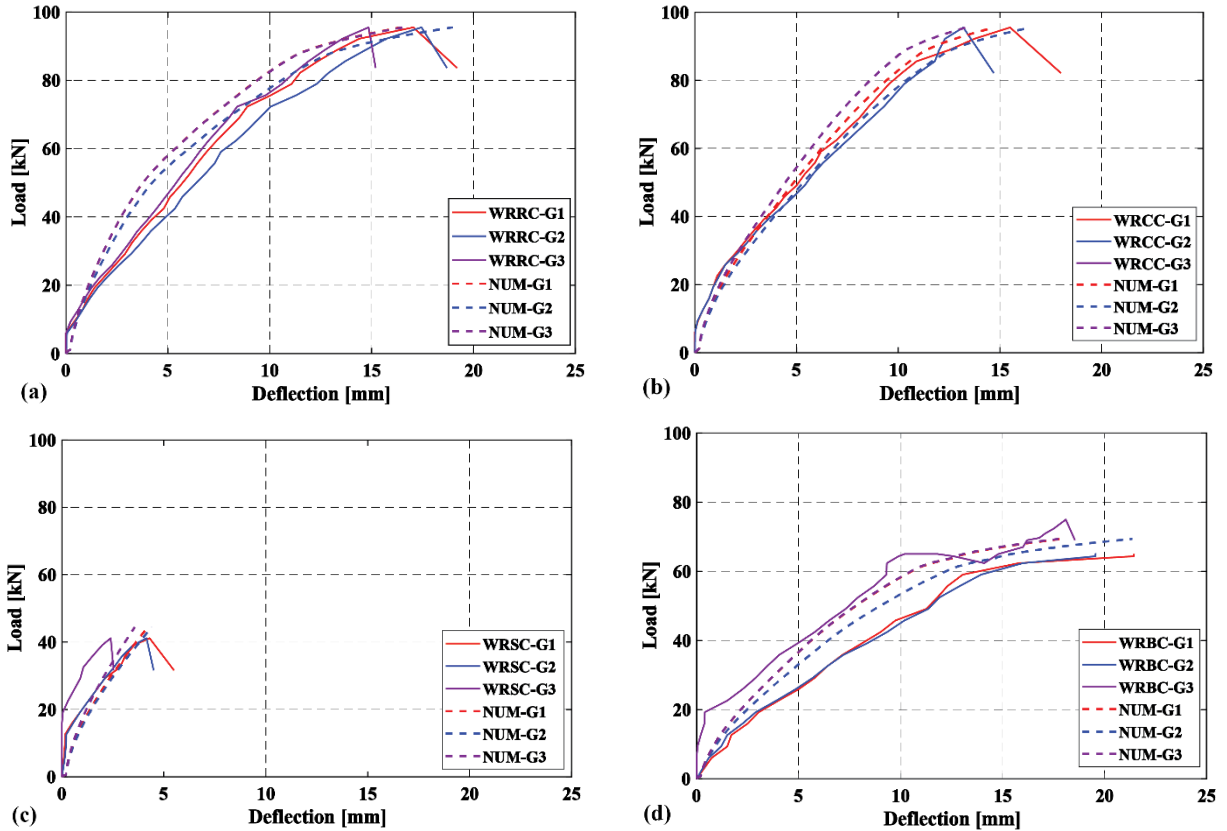 100
80
60
40
20
0
Load [kN]
WRRC-G1
WRRC-G2
WRRC-G3
NUM-G1
NUM-G2
NUM-G3
0 5 10 15 20 25
(a) Deflection [mm]
100
80
60
40
20
0
Load [kN]
WRCC-G1
WRCC-G2
WRCC-G3
NUM-G1
NUM-G2
NUM-G3
0 5 10 15 20 25
(b) Deflection [mm]
100
80
60
40
20
0
Load [kN]
WRSC-G1
WRSC-G2
WRSC-G3
NUM-G1
NUM-G2
NUM-G3
0 5 10 15 20 25
(c) Deflection [mm]
100
80
60
40
20
0
Load [kN]
WRBC-G1
WRBC-G2
WRBC-G3
NUM-G1
NUM-G2
NUM-G3
0 5 10 15 20 25
(d) Deflection [mm]